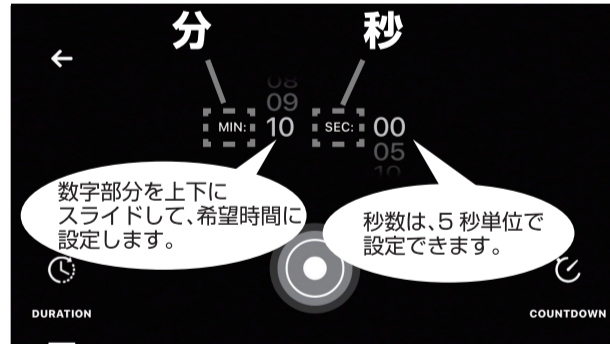 分 秒
08
09
MIN: 10 SEC: 00
05
10
数字部分を上下に
スライドして、希望時間に
設定します。
秒数は、5 秒単位で
設定できます。
DURATION COUNTDOWN